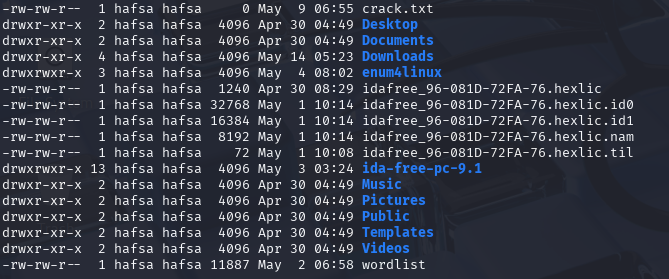 -rw-rw-r-- 1 hafsa hafsa 0 May 9 06:55 crack.txt
drwxr-xr-x 2 hafsa hafsa 4096 Apr 30 04:49 Desktop
drwxr-xr-x 2 hafsa hafsa 4096 Apr 30 04:49 Documents
drwxr-xr-x 4 hafsa hafsa 4096 May 14 05:23 Downloads
drwxrwxr-x 3 hafsa hafsa 4096 May 4 08:02 enum4linux
-rw-rw-r-- 1 hafsa hafsa 1240 Apr 30 08:29 idafree_96-081D-72FA-76.hexlic
-rw-rw-r-- 1 hafsa hafsa 32768 May 1 10:14 idafree_96-081D-72FA-76.hexlic.id0
-rw-rw-r-- 1 hafsa hafsa 16384 May 1 10:14 idafree_96-081D-72FA-76.hexlic.id1
-rw-rw-r-- 1 hafsa hafsa 8192 May 1 10:14 idafree_96-081D-72FA-76.hexlic.nam
-rw-rw-r-- 1 hafsa hafsa 72 May 1 10:08 idafree_96-081D-72FA-76.hexlic.til
drwxrwxr-x 13 hafsa hafsa 4096 May 3 03:24 ida-free-pc-9.1
drwxr-xr-x 2 hafsa hafsa 4096 Apr 30 04:49 Music
drwxr-xr-x 2 hafsa hafsa 4096 Apr 30 04:49 Pictures
drwxr-xr-x 2 hafsa hafsa 4096 Apr 30 04:49 Public
drwxr-xr-x 2 hafsa hafsa 4096 Apr 30 04:49 Templates
drwxr-xr-x 2 hafsa hafsa 4096 Apr 30 04:49 Videos
-rw-rw-r-- 1 hafsa hafsa 11887 May 2 06:58 wordlist